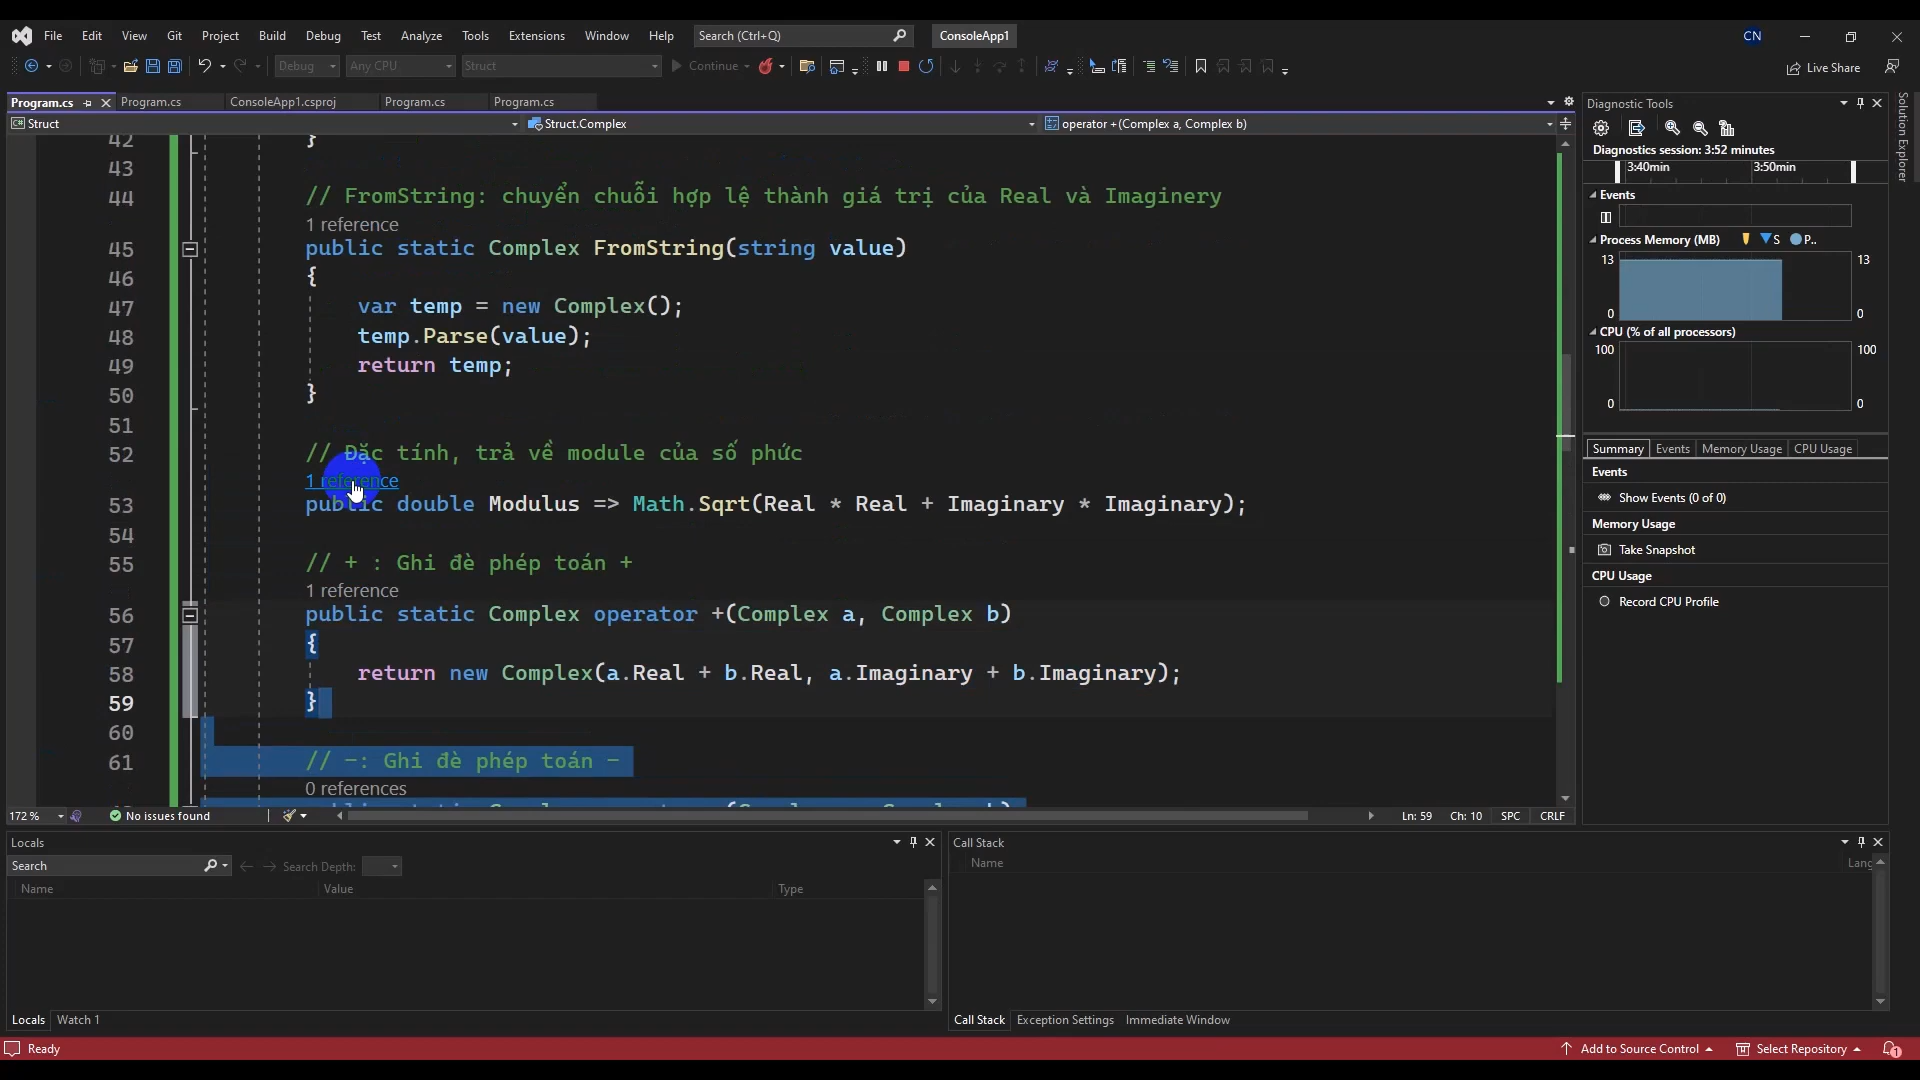 File Edit View Git Project Build Debug Test Analyze Tools Extensions Window Help Search (Ctrl+Q) ConsoleApp1 CN
Debug Any CPU Struct Continue Live Share
Program.cs Program.cs ConsoleApp1.csproj Program.cs Program.cs
Struct Struct.Complex operator +(Complex a, Complex b)
42 }
43
44 // FromString: chuyển chuỗi hợp lệ thành giá trị của Real và Imaginery
1 reference
45 public static Complex FromString(string value)
46 {
47 var temp = new Complex();
48 temp.Parse(value);
49 return temp;
50 }
51
52 // Đặc tính, trả về module của số phức
1 reference
53 public double Modulus => Math.Sqrt(Real * Real + Imaginary * Imaginary);
54
55 // + : Ghi đè phép toán +
1 reference
56 public static Complex operator +(Complex a, Complex b)
57 {
58 return new Complex(a.Real + b.Real, a.Imaginary + b.Imaginary);
59 }
60
61 // -: Ghi đè phép toán -
0 references
172 % No issues found Ln: 59 Ch: 10 SPC CRLF
Diagnostic Tools
Diagnostics session: 3:52 minutes
3:40min 3:50min
Events
Process Memory (MB) S P..
13 13
0 0
CPU (% of all processors)
100 100
0 0
Summary Events Memory Usage CPU Usage
Events
Show Events (0 of 0)
Memory Usage
Take Snapshot
CPU Usage
Record CPU Profile
Solution Explorer
Locals
Search Search Depth:
Name Value Type
Locals Watch 1
Call Stack
Name Lang
Call Stack Exception Settings Immediate Window
Ready Add to Source Control Select Repository 1